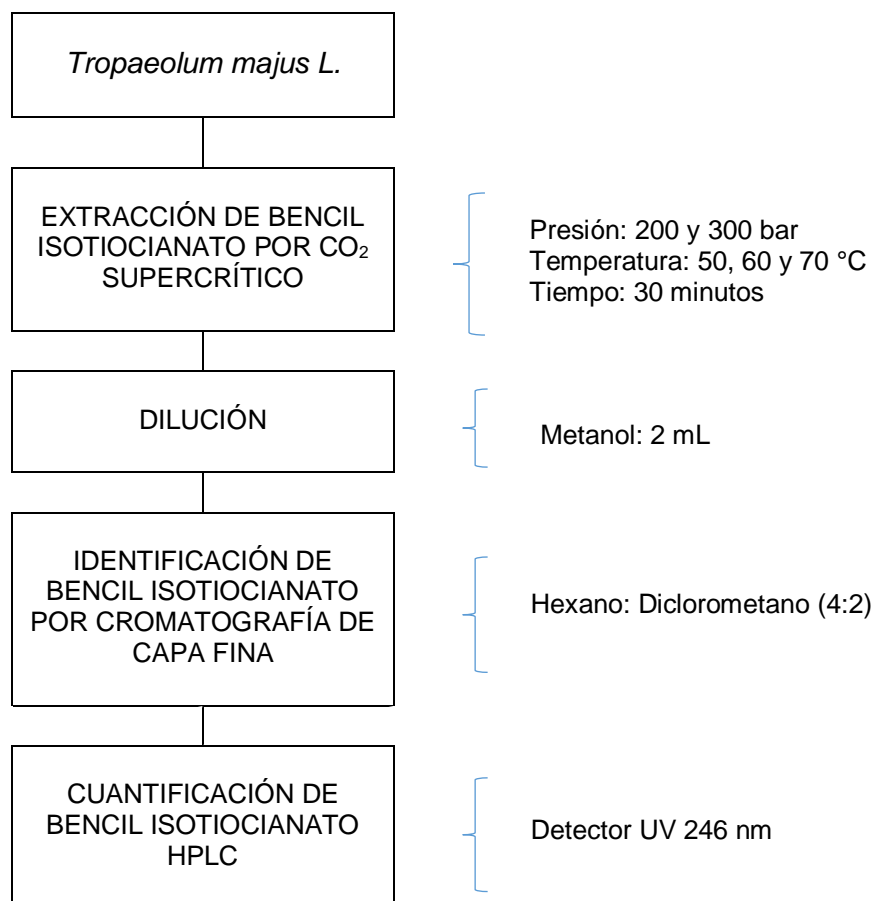 Tropaeolum majus L.
EXTRACCIÓN DE BENCIL
ISOTIOCIANATO POR CO₂
SUPERCRÍTICO
Presión: 200 y 300 bar
Temperatura: 50, 60 y 70 °C
Tiempo: 30 minutos
DILUCIÓN
Metanol: 2 mL
IDENTIFICACIÓN DE
BENCIL ISOTIOCIANATO
POR CROMATOGRAFÍA DE
CAPA FINA
Hexano: Diclorometano (4:2)
CUANTIFICACIÓN DE
BENCIL ISOTIOCIANATO
HPLC
Detector UV 246 nm